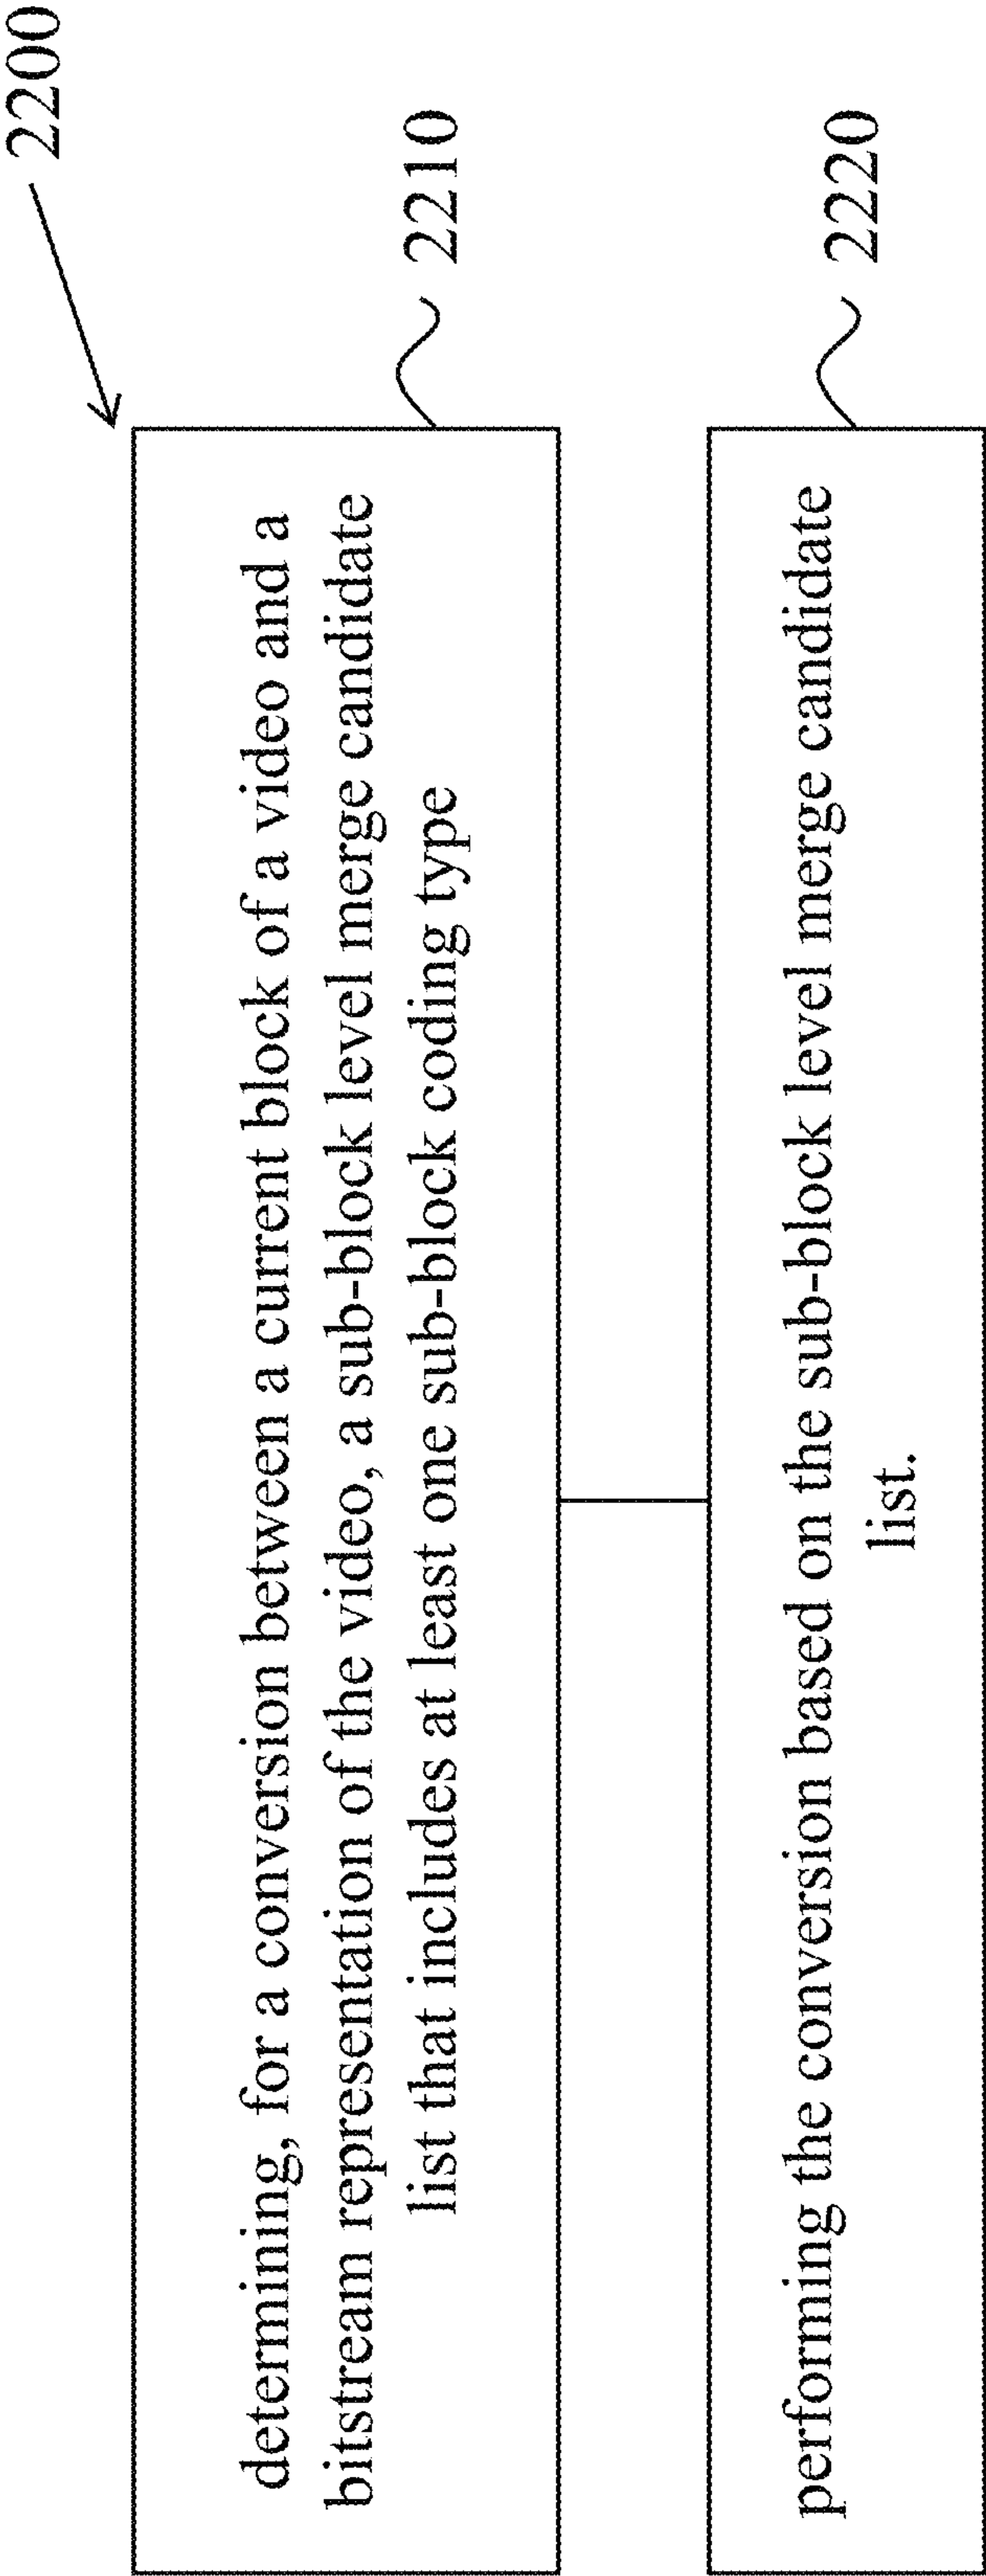 2200
determining, for a conversion between a current block of a video and a
bitstream representation of the video, a sub-block level merge candidate
list that includes at least one sub-block coding type
2210
performing the conversion based on the sub-block level merge candidate
list.
2220